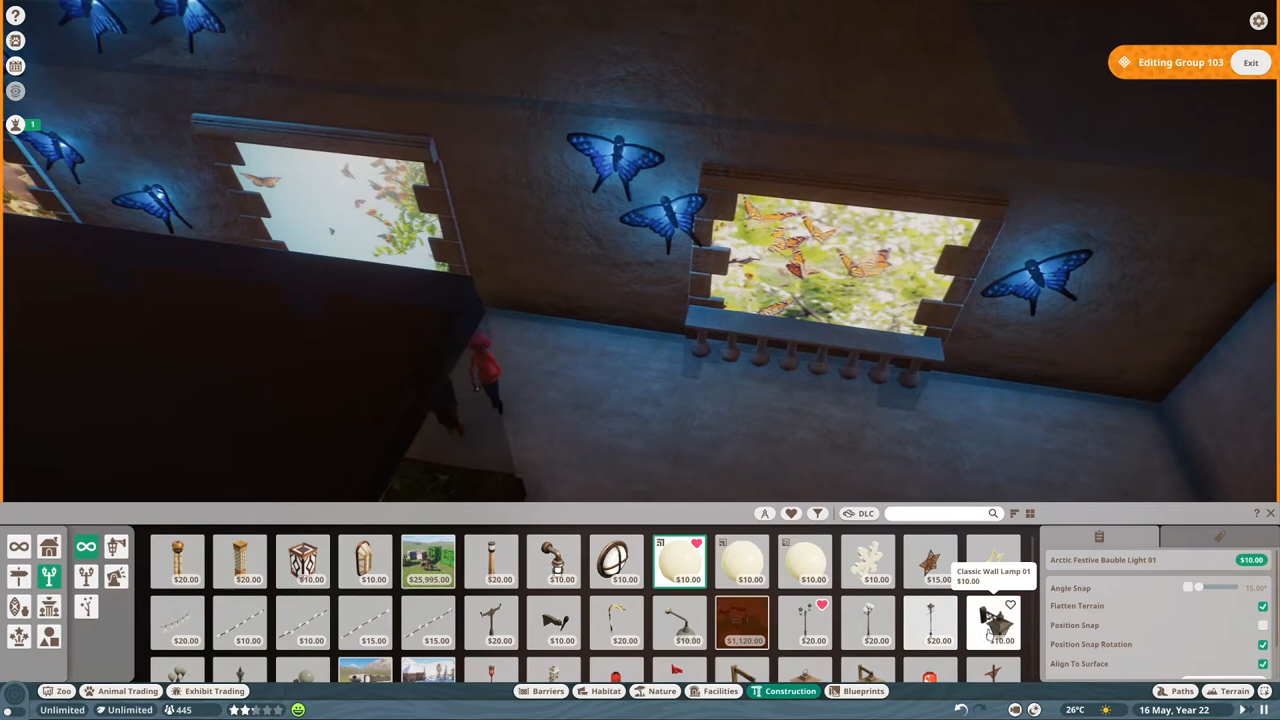 ?
Editing Group 103
Exit
1
DLC
?
$20.00
$20.00
$10.00
$10.00
$25,995.00
$20.00
$10.00
$10.00
$10.00
$10.00
$10.00
$10.00
$15.00
Classic Wall Lamp 01
$10.00
$20.00
$10.00
$10.00
$15.00
$15.00
$20.00
$10.00
$20.00
$10.00
$1,120.00
$20.00
$20.00
$20.00
$10.00
Arctic Festive Bauble Light 01
$10.00
Angle Snap
15.00°
Flatten Terrain
Position Snap
Position Snap Rotation
Align To Surface
Zoo
Animal Trading
Exhibit Trading
Barriers
Habitat
Nature
Facilities
Construction
Blueprints
Paths
Terrain
Unlimited
Unlimited
445
26°C
16 May, Year 22